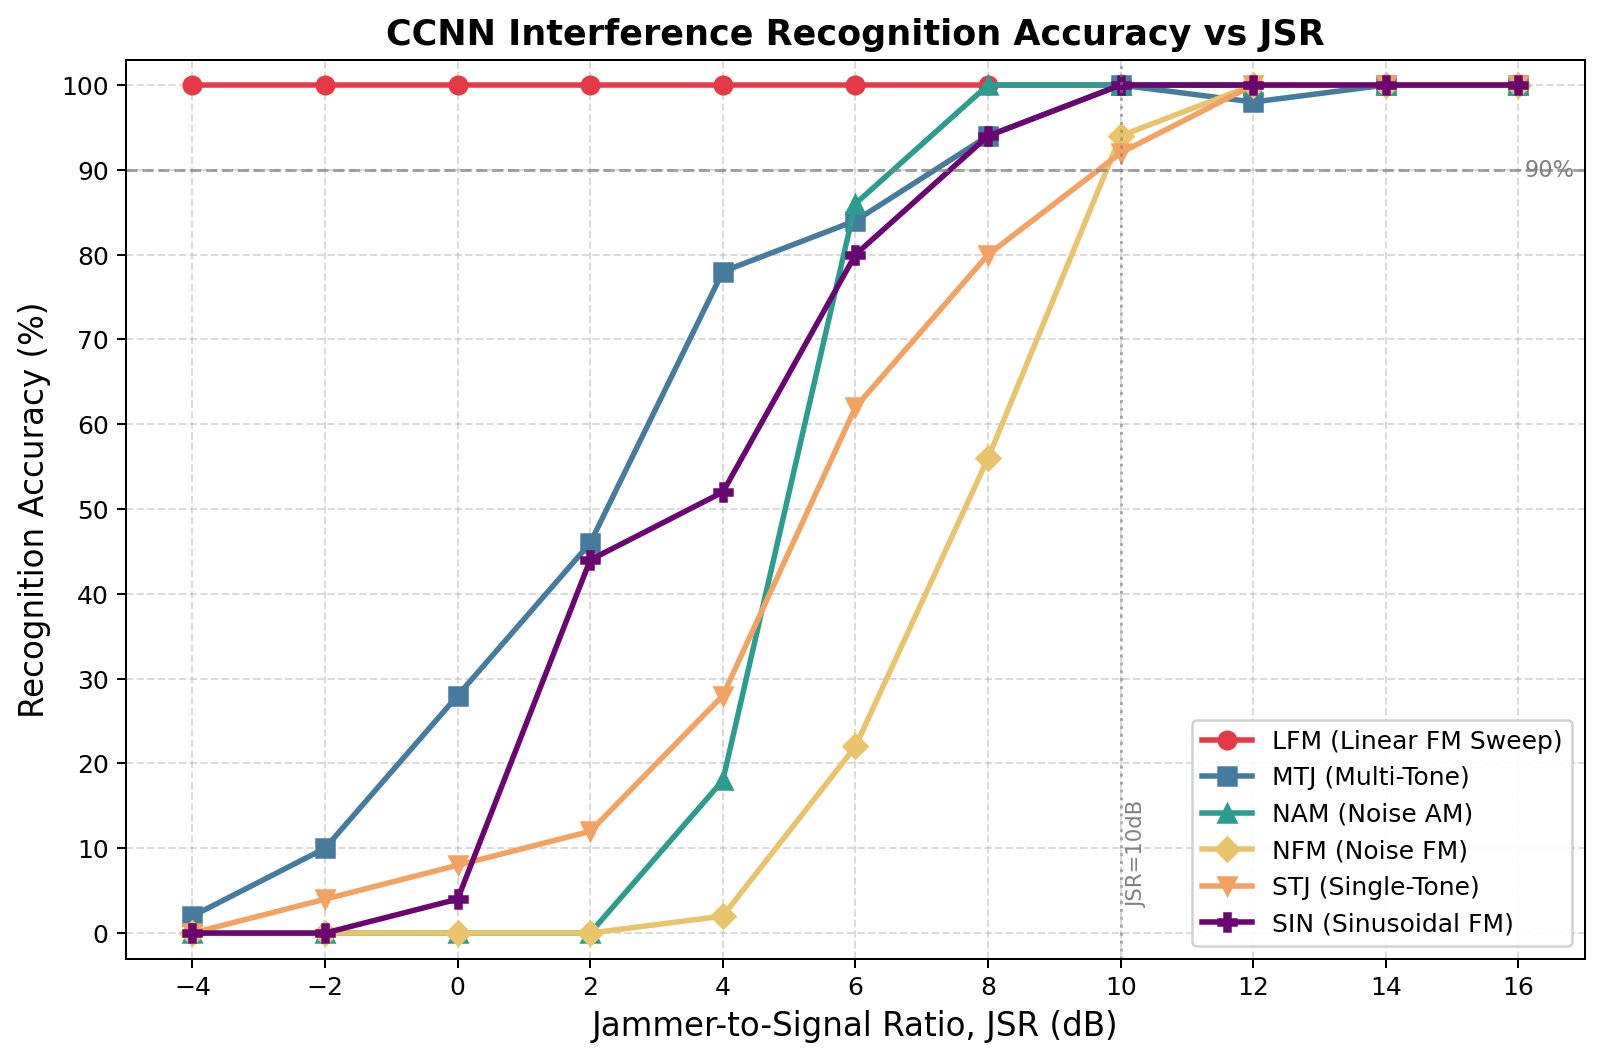 CCNN Interference Recognition Accuracy vs JSR
100
90
80
70
60
50
40
30
20
10
0
Recognition Accuracy (%)
90%
JSR=10dB
LFM (Linear FM Sweep)
MTJ (Multi-Tone)
NAM (Noise AM)
NFM (Noise FM)
STJ (Single-Tone)
SIN (Sinusoidal FM)
−4 −2 0 2 4 6 8 10 12 14 16
Jammer-to-Signal Ratio, JSR (dB)